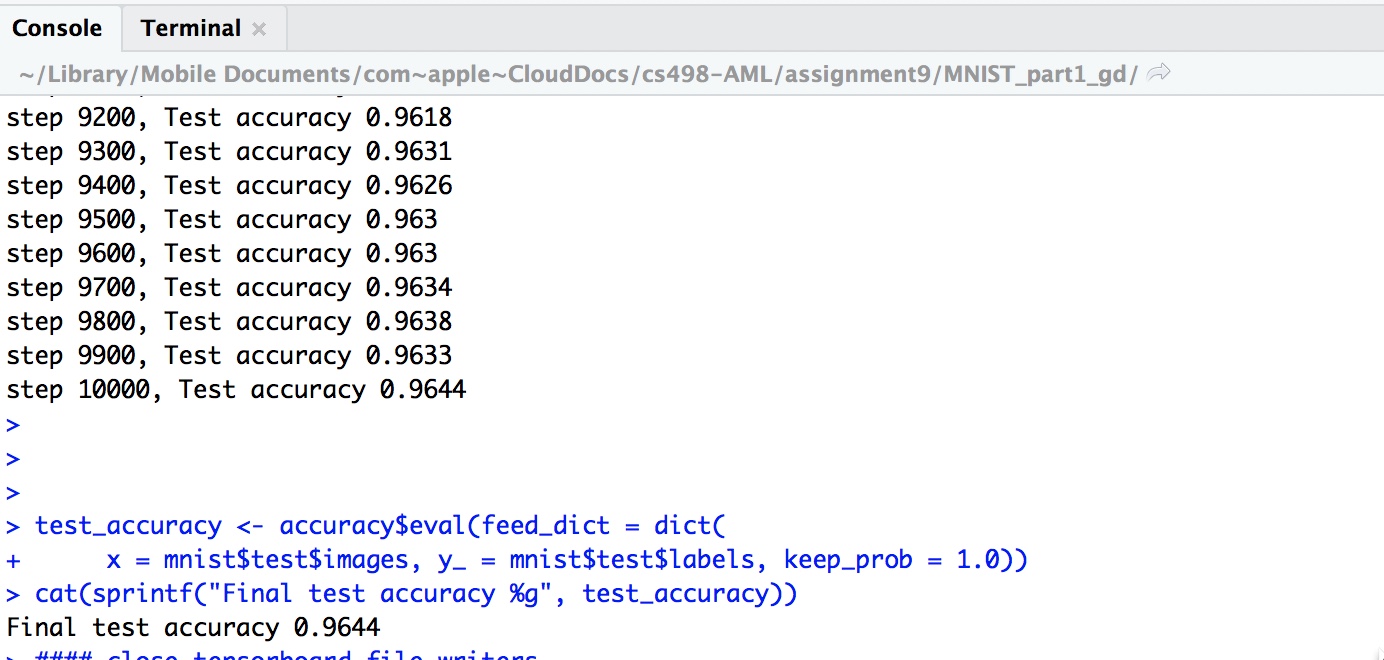 Console Terminal ×
~/Library/Mobile Documents/com~apple~CloudDocs/cs498-AML/assignment9/MNIST_part1_gd/
step 9200, Test accuracy 0.9618
step 9300, Test accuracy 0.9631
step 9400, Test accuracy 0.9626
step 9500, Test accuracy 0.963
step 9600, Test accuracy 0.963
step 9700, Test accuracy 0.9634
step 9800, Test accuracy 0.9638
step 9900, Test accuracy 0.9633
step 10000, Test accuracy 0.9644
>
>
>
> test_accuracy <- accuracy$eval(feed_dict = dict(
+      x = mnist$test$images, y_ = mnist$test$labels, keep_prob = 1.0))
> cat(sprintf("Final test accuracy %g", test_accuracy))
Final test accuracy 0.9644
> #### close tensorboard file writers